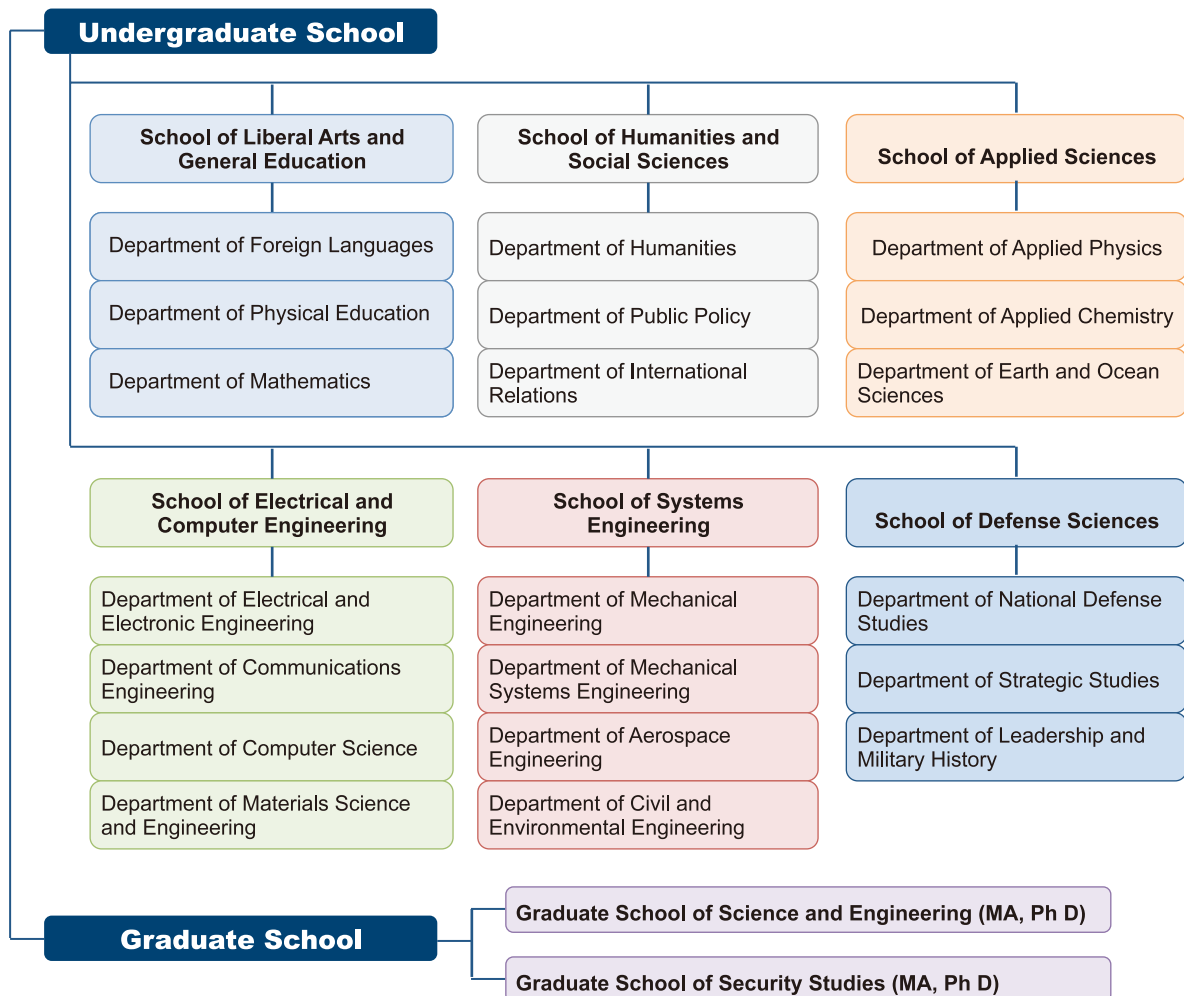 Undergraduate School
School of Liberal Arts and
General Education
Department of Foreign Languages
Department of Physical Education
Department of Mathematics
School of Humanities and
Social Sciences
Department of Humanities
Department of Public Policy
Department of International
Relations
School of Applied Sciences
Department of Applied Physics
Department of Applied Chemistry
Department of Earth and Ocean
Sciences
School of Electrical and
Computer Engineering
Department of Electrical and
Electronic Engineering
Department of Communications
Engineering
Department of Computer Science
Department of Materials Science
and Engineering
School of Systems
Engineering
Department of Mechanical
Engineering
Department of Mechanical
Systems Engineering
Department of Aerospace
Engineering
Department of Civil and
Environmental Engineering
School of Defense Sciences
Department of National Defense
Studies
Department of Strategic Studies
Department of Leadership and
Military History
Graduate School
Graduate School of Science and Engineering (MA, Ph D)
Graduate School of Security Studies (MA, Ph D)